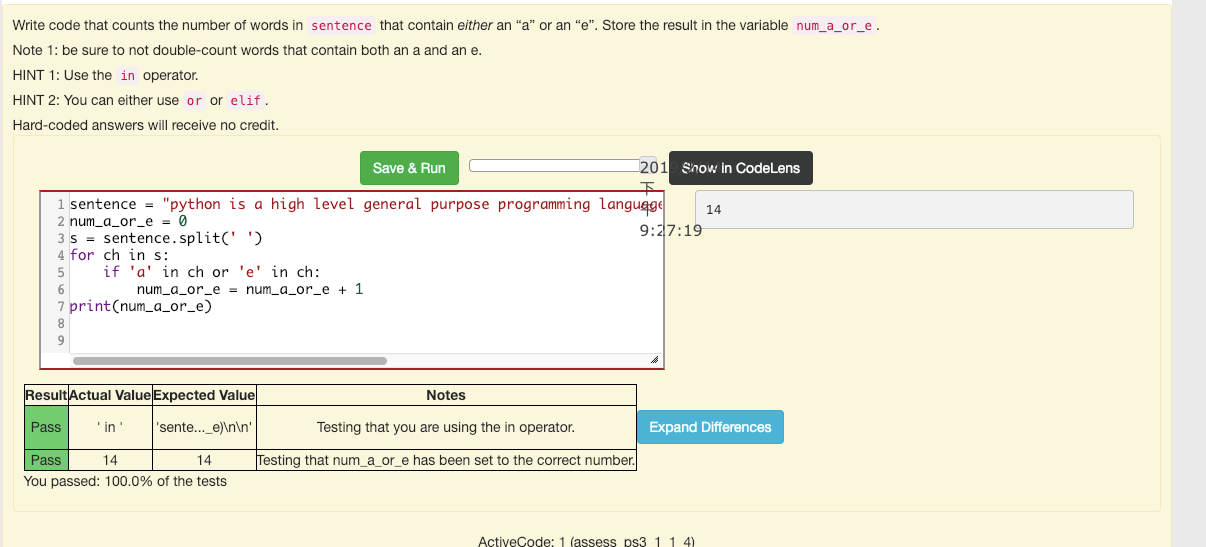 Write code that counts the number of words in sentence that contain either an “a” or an “e”. Store the result in the variable num_a_or_e .
Note 1: be sure to not double-count words that contain both an a and an e.
HINT 1: Use the in operator.
HINT 2: You can either use or or elif .
Hard-coded answers will receive no credit.
Save & Run
201
Show in CodeLens
下
午
9:27:19
1 sentence = "python is a high level general purpose programming language
2 num_a_or_e = 0
3 s = sentence.split(' ')
4 for ch in s:
5 if 'a' in ch or 'e' in ch:
6 num_a_or_e = num_a_or_e + 1
7 print(num_a_or_e)
8
9
14
Result Actual Value Expected Value Notes
Pass ' in ' 'sente..._e)\n\n' Testing that you are using the in operator.
Expand Differences
Pass 14 14 Testing that num_a_or_e has been set to the correct number.
You passed: 100.0% of the tests
ActiveCode: 1 (assess_ps3_1_1_4)